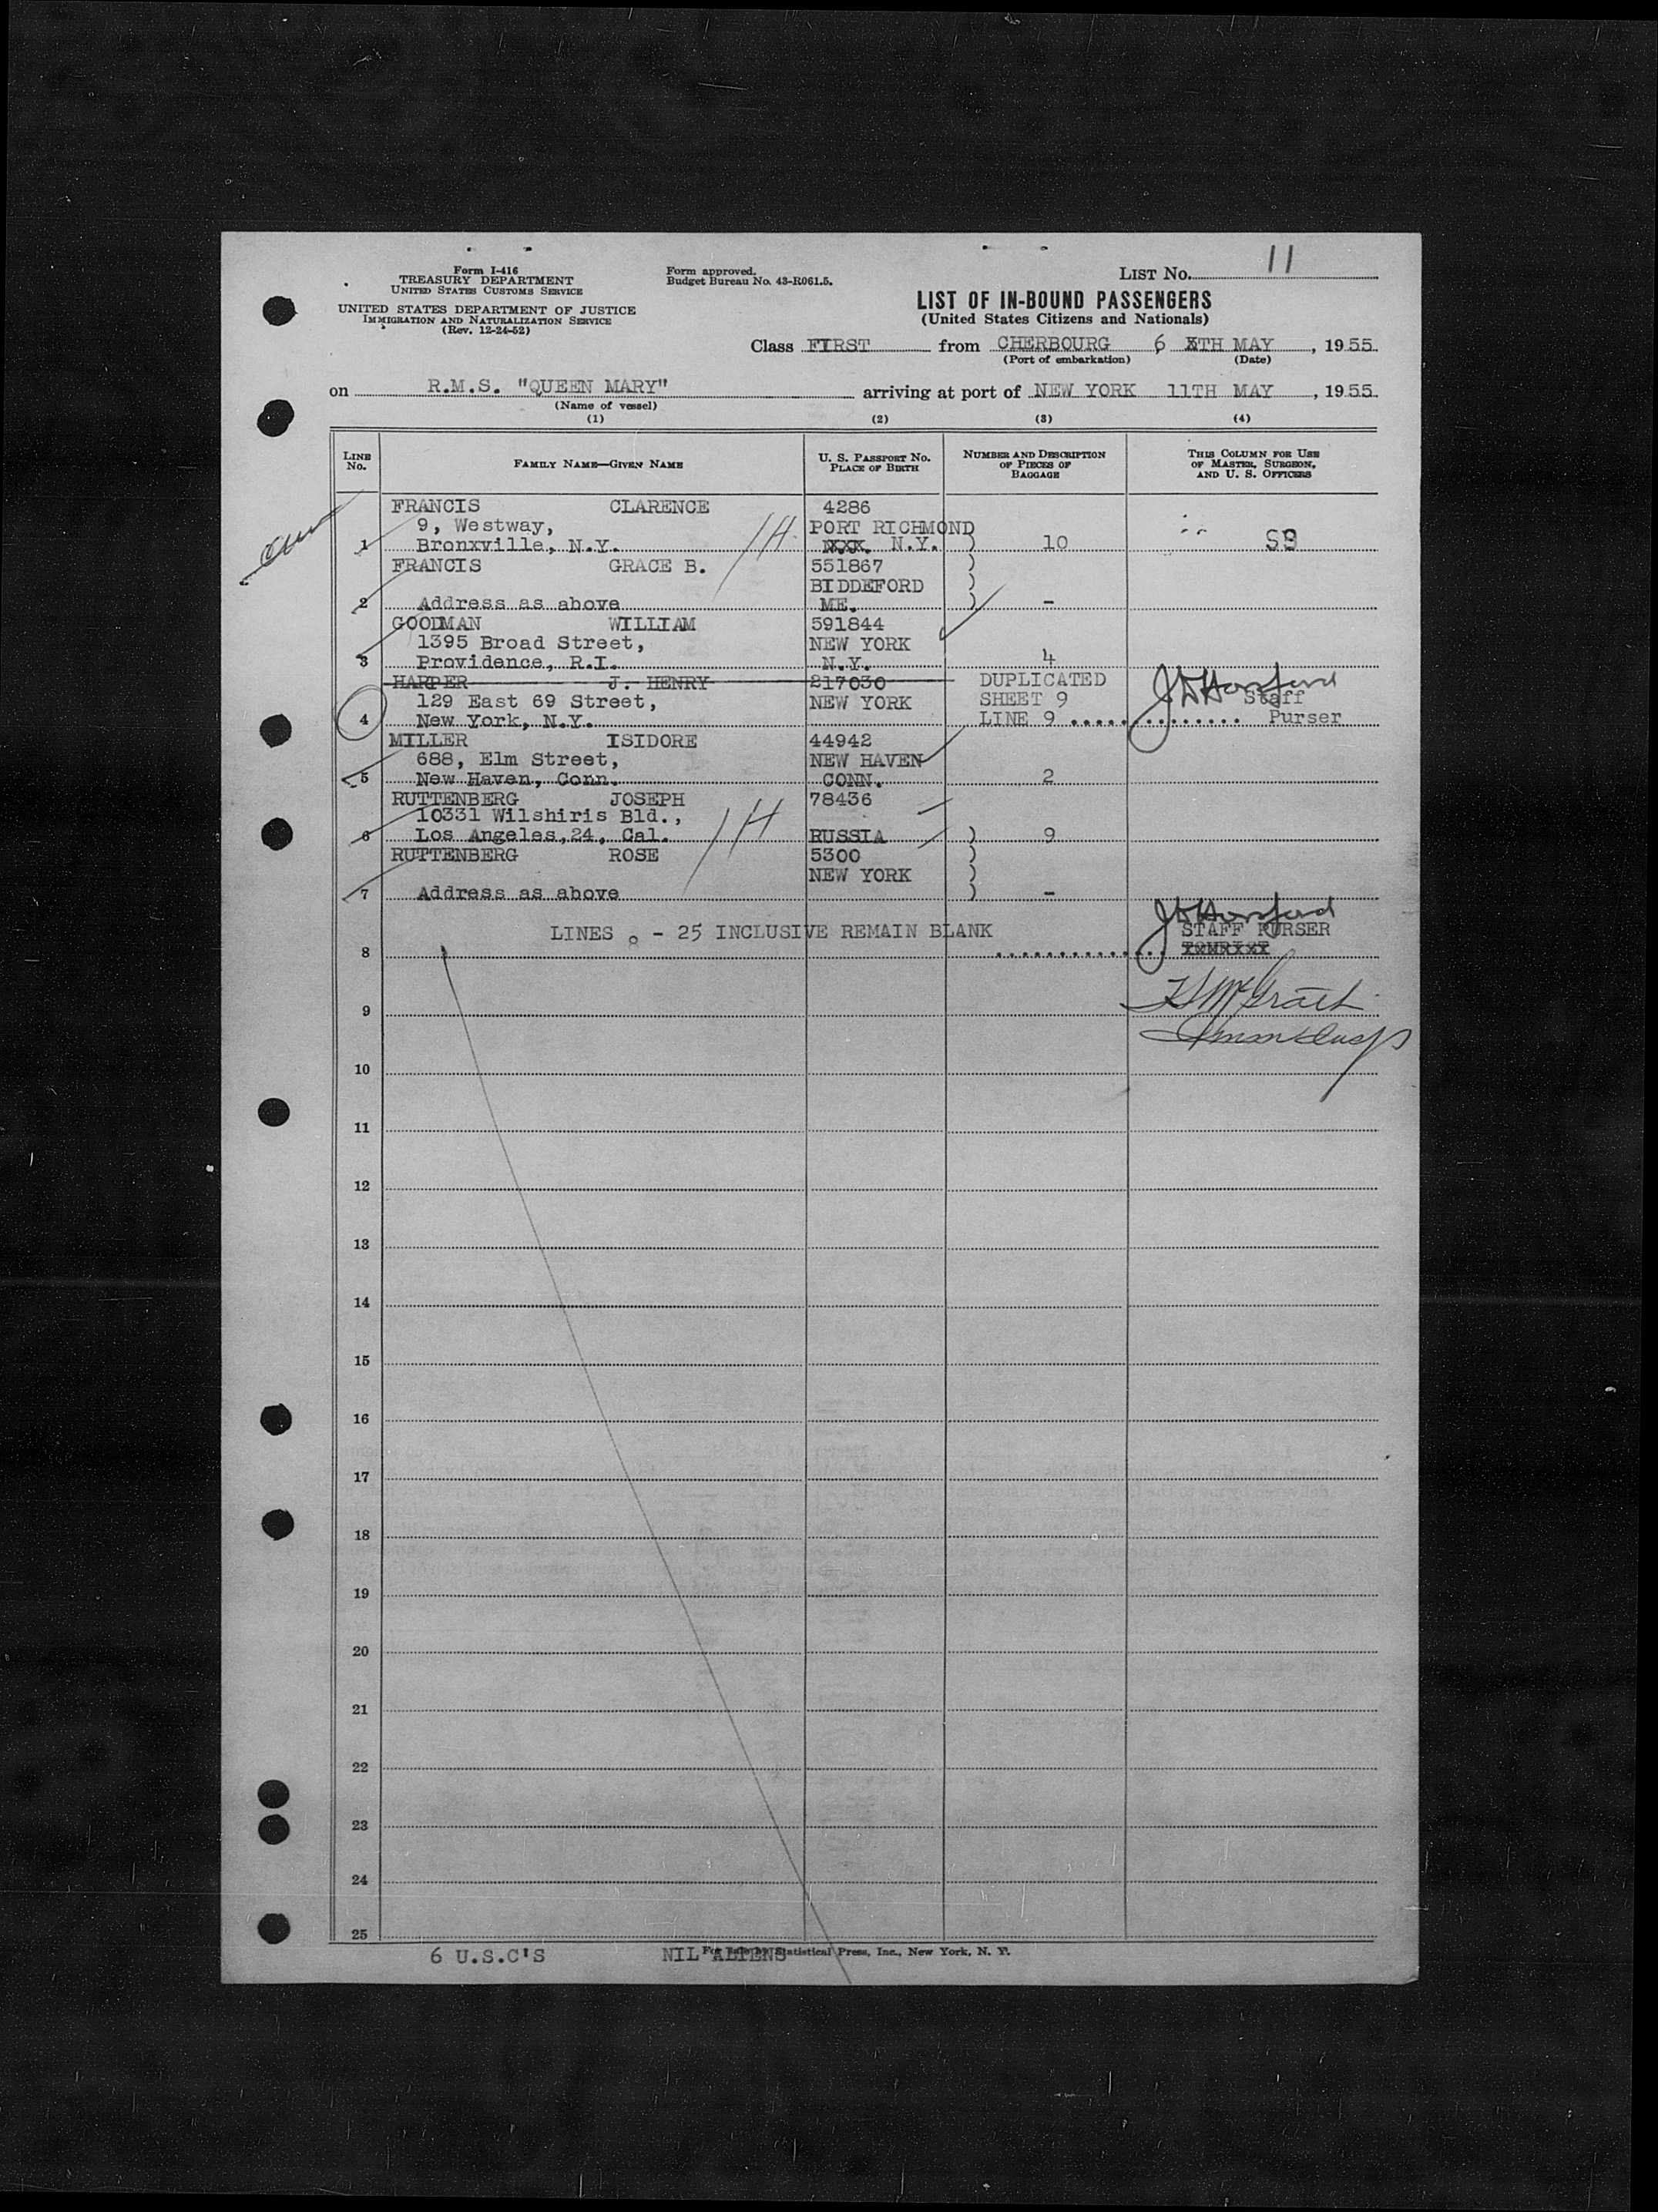 Form I-416
TREASURY DEPARTMENT
UNITED STATES CUSTOMS SERVICE
UNITED STATES DEPARTMENT OF JUSTICE
IMMIGRATION AND NATURALIZATION SERVICE
(Rev. 12-24-52)
Form approved.
Budget Bureau No. 43-R061.5.
LIST No. 11
LIST OF IN-BOUND PASSENGERS
(United States Citizens and Nationals)
Class FIRST from CHERBOURG 6 TH MAY, 1955
(Port of embarkation) (Date)
on R.M.S. "QUEEN MARY" arriving at port of NEW YORK 11TH MAY, 1955
(Name of vessel)
(1) (2) (3) (4)
LINE No. FAMILY NAME—GIVEN NAME U. S. PASSPORT No. PLACE OF BIRTH NUMBER AND DESCRIPTION OF PIECES OF BAGGAGE THIS COLUMN FOR USE OF MASTER, SURGEON, AND U. S. OFFICERS
FRANCIS CLARENCE 4286
9, Westway, PORT RICHMOND
1 Bronxville, N.Y. XXX. N.Y. ) 10
FRANCIS GRACE B. 551867 )
BIDDEFORD )
2 Address as above ME. ) -
GOODMAN WILLIAM 591844
1395 Broad Street, NEW YORK
3 Providence, R.I. N.Y. 4
HARPER J. HENRY 217030 DUPLICATED
129 East 69 Street, NEW YORK SHEET 9 Staff
4 New York, N.Y. LINE 9 ............... Purser
MILLER ISIDORE 44942
688, Elm Street, NEW HAVEN
5 New Haven, Conn. CONN. 2
RUTTENBERG JOSEPH 78436
10331 Wilshiris Bld.,
6 Los Angeles,24, Cal. RUSSIA ) 9
RUTTENBERG ROSE 5300 )
NEW YORK )
7 Address as above ) -
LINES - 25 INCLUSIVE REMAIN BLANK STAFF PURSER
8
9
10
11
12
13
14
15
16
17
18
19
20
21
22
23
24
25
6 U.S.C'S NIL ALIENS
For sale by Statistical Press, Inc., New York, N. Y.